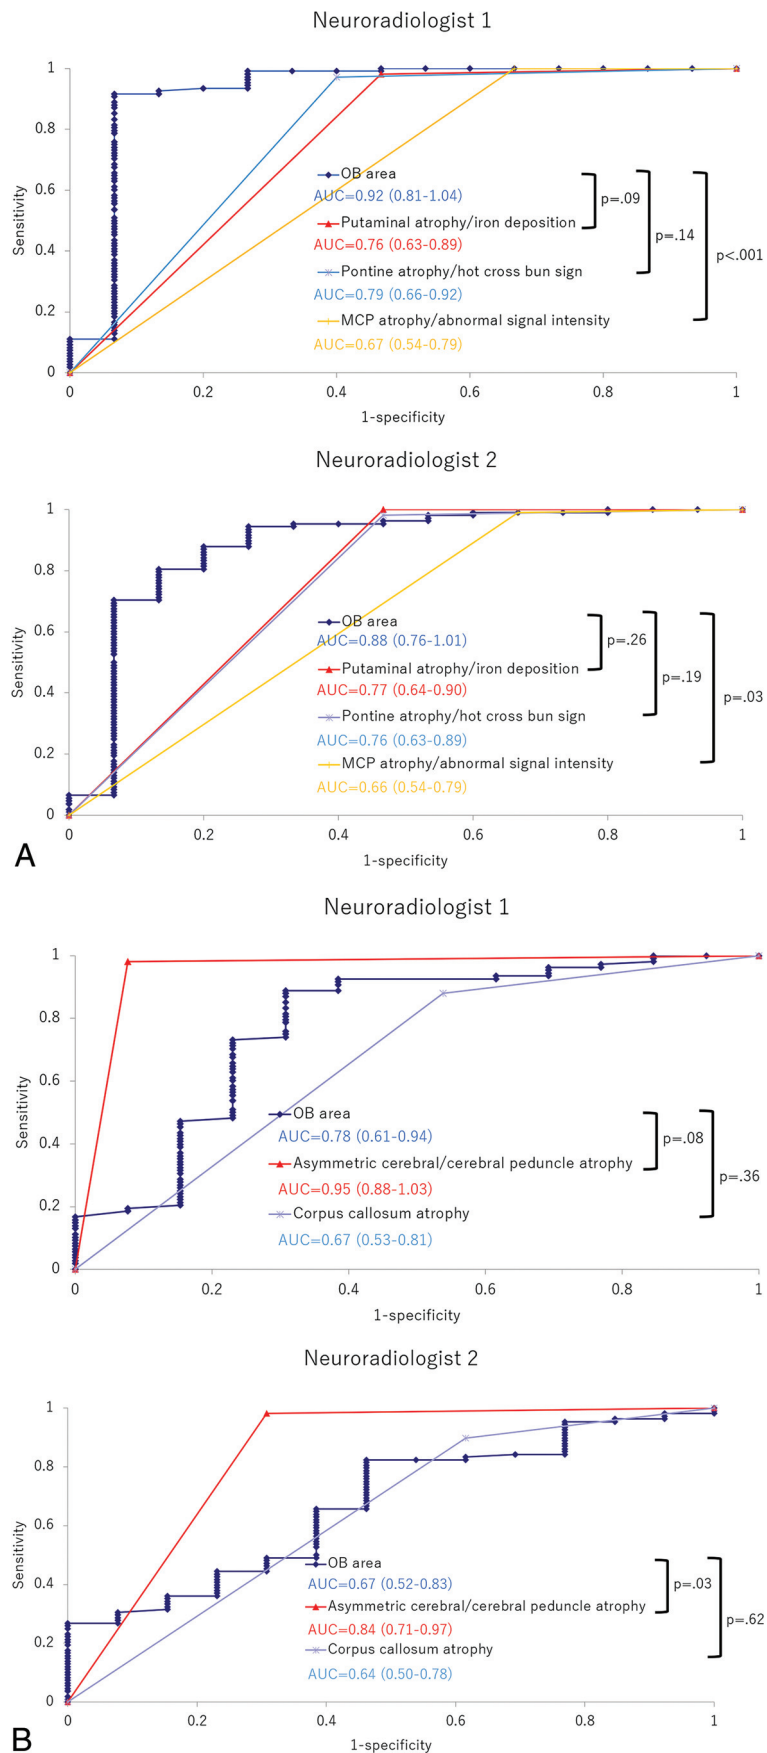 Neuroradiologist 1
1
0.8
0.6
0.4
0.2
0
Sensitivity
OB area
AUC=0.92 (0.81-1.04)
Putaminal atrophy/iron deposition
AUC=0.76 (0.63-0.89)
Pontine atrophy/hot cross bun sign
AUC=0.79 (0.66-0.92)
MCP atrophy/abnormal signal intensity
AUC=0.67 (0.54-0.79)
p=.09
p=.14
p<.001
0 0.2 0.4 0.6 0.8 1
1-specificity
Neuroradiologist 2
1
0.8
0.6
0.4
0.2
0
Sensitivity
OB area
AUC=0.88 (0.76-1.01)
Putaminal atrophy/iron deposition
AUC=0.77 (0.64-0.90)
Pontine atrophy/hot cross bun sign
AUC=0.76 (0.63-0.89)
MCP atrophy/abnormal signal intensity
AUC=0.66 (0.54-0.79)
p=.26
p=.19
p=.03
0 0.2 0.4 0.6 0.8 1
1-specificity
A
Neuroradiologist 1
1
0.8
0.6
0.4
0.2
0
Sensitivity
OB area
AUC=0.78 (0.61-0.94)
Asymmetric cerebral/cerebral peduncle atrophy
AUC=0.95 (0.88-1.03)
Corpus callosum atrophy
AUC=0.67 (0.53-0.81)
p=.08
p=.36
0 0.2 0.4 0.6 0.8 1
1-specificity
Neuroradiologist 2
1
0.8
0.6
0.4
0.2
0
Sensitivity
OB area
AUC=0.67 (0.52-0.83)
Asymmetric cerebral/cerebral peduncle atrophy
AUC=0.84 (0.71-0.97)
Corpus callosum atrophy
AUC=0.64 (0.50-0.78)
p=.03
p=.62
0 0.2 0.4 0.6 0.8 1
1-specificity
B